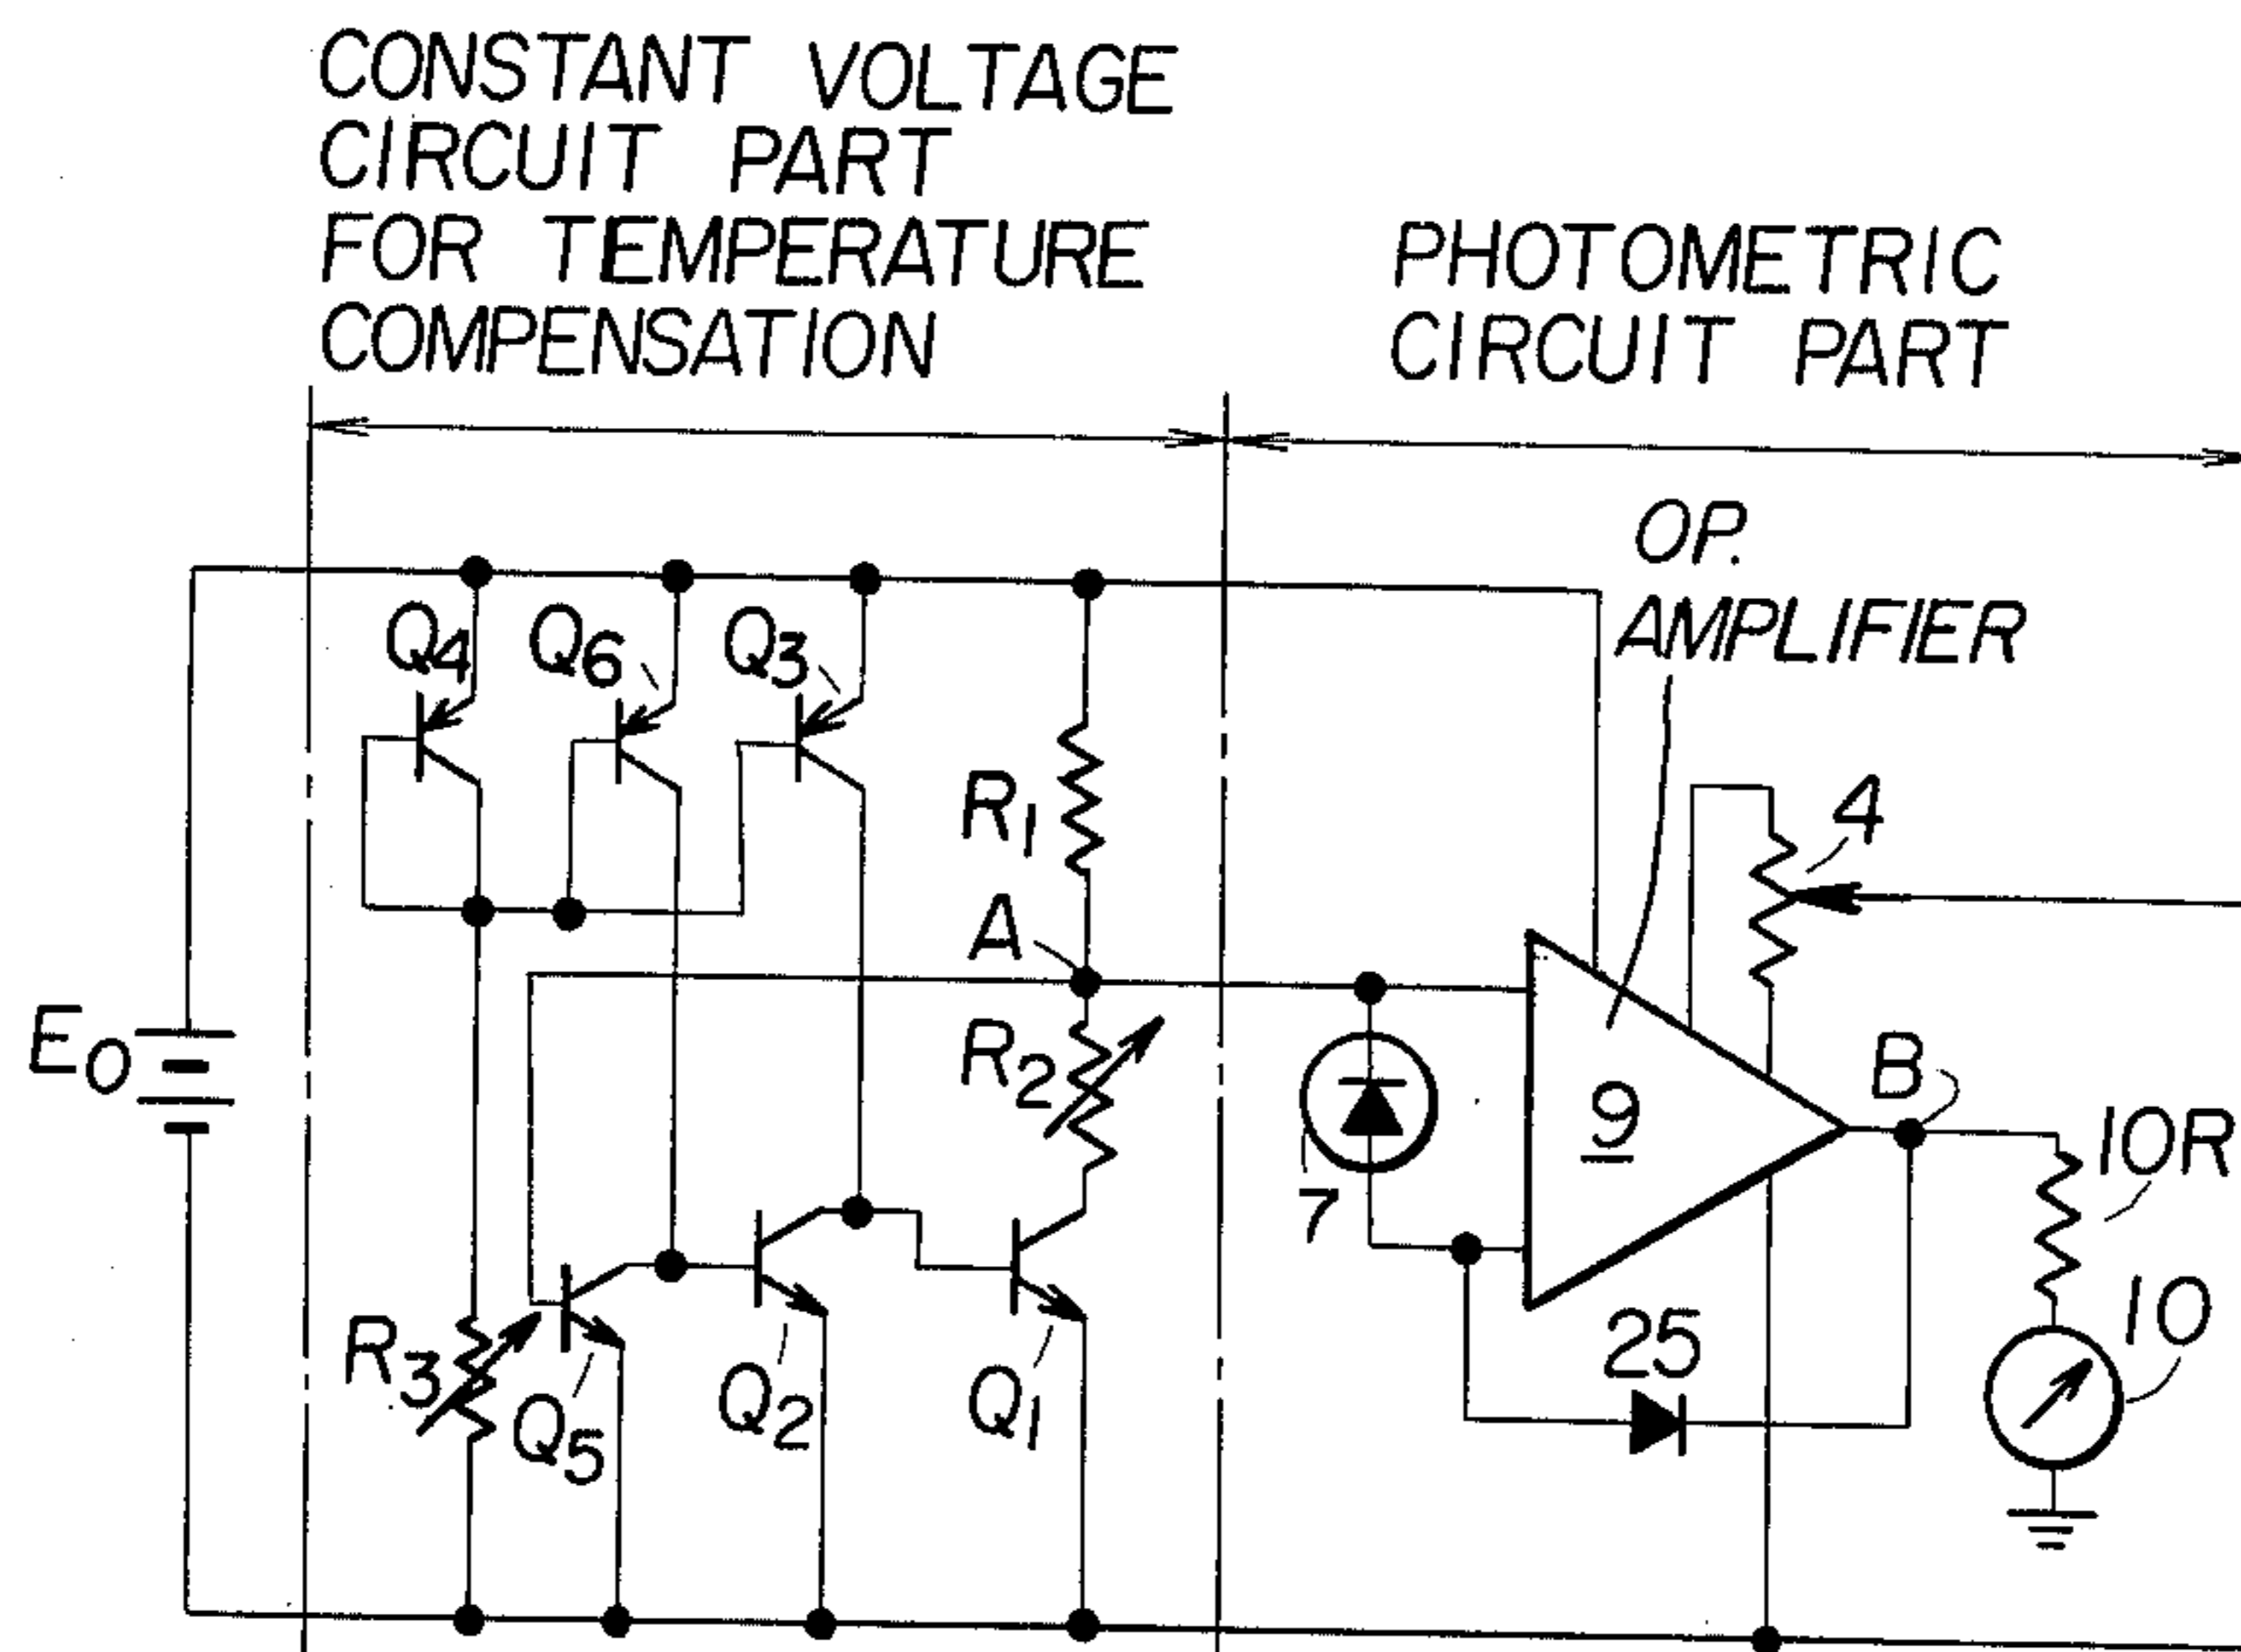 CONSTANT VOLTAGE
CIRCUIT PART
FOR TEMPERATURE
COMPENSATION
PHOTOMETRIC
CIRCUIT PART
OP.
AMPLIFIER
Q4
Q6
Q3
R1
4
A
E0
R2
B
9
10R
7
R3
Q5
Q2
Q1
25
10